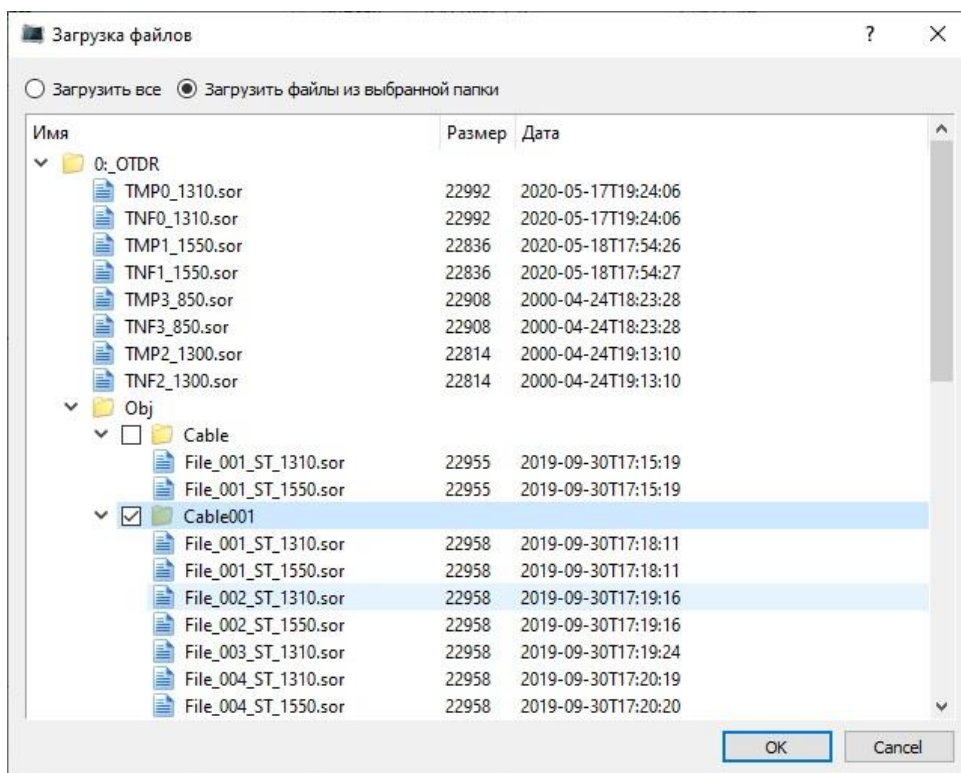 Загрузка файлов
Загрузить все Загрузить файлы из выбранной папки
Имя Размер Дата
0:_OTDR
TMP0_1310.sor 22992 2020-05-17T19:24:06
TNF0_1310.sor 22992 2020-05-17T19:24:06
TMP1_1550.sor 22836 2020-05-18T17:54:26
TNF1_1550.sor 22836 2020-05-18T17:54:27
TMP3_850.sor 22908 2000-04-24T18:23:28
TNF3_850.sor 22908 2000-04-24T18:23:28
TMP2_1300.sor 22814 2000-04-24T19:13:10
TNF2_1300.sor 22814 2000-04-24T19:13:10
Obj
Cable
File_001_ST_1310.sor 22955 2019-09-30T17:15:19
File_001_ST_1550.sor 22955 2019-09-30T17:15:19
Cable001
File_001_ST_1310.sor 22958 2019-09-30T17:18:11
File_001_ST_1550.sor 22958 2019-09-30T17:18:11
File_002_ST_1310.sor 22958 2019-09-30T17:19:16
File_002_ST_1550.sor 22958 2019-09-30T17:19:16
File_003_ST_1310.sor 22958 2019-09-30T17:19:24
File_004_ST_1310.sor 22958 2019-09-30T17:20:19
File_004_ST_1550.sor 22958 2019-09-30T17:20:20
OK Cancel